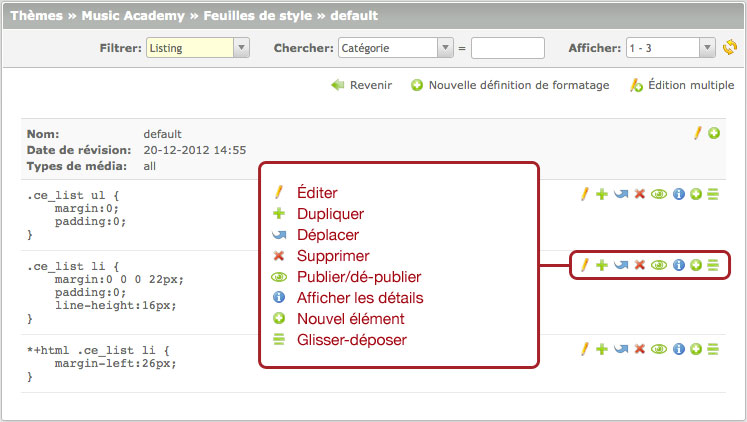 Thèmes » Music Academy » Feuilles de style » default
Filtrer: Listing Chercher: Catégorie = Afficher: 1 - 3
Revenir Nouvelle définition de formatage Édition multiple
Nom: default
Date de révision: 20-12-2012 14:55
Types de média: all
.ce_list ul {
margin:0;
padding:0;
}
.ce_list li {
margin:0 0 0 22px;
padding:0;
line-height:16px;
}
*+html .ce_list li {
margin-left:26px;
}
Éditer
Dupliquer
Déplacer
Supprimer
Publier/dé-publier
Afficher les détails
Nouvel élément
Glisser-déposer